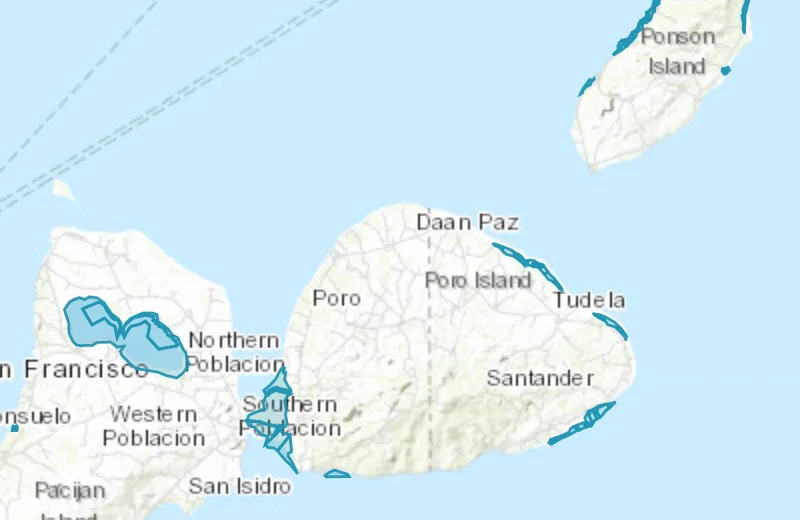 Ponson
Island
Daan Paz
Poro Island
Poro
Tudela
Northern
Poblacion
n Francisco
Santander
Southern
Poblacion
onsuelo
Western
Poblacion
San Isidro
Pacijan
Island